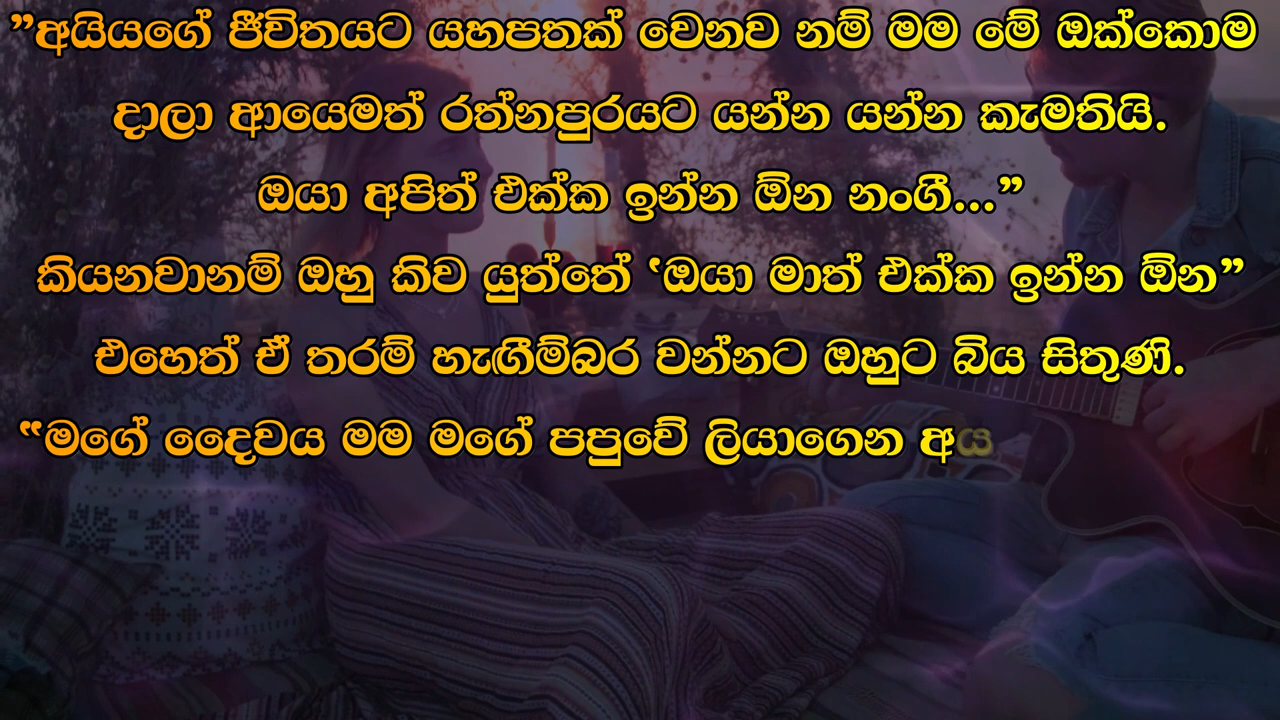 ”අයියගේ ජීවිතයට යහපතක් වෙනව නම් මම මේ ඔක්කොම
දාලා ආයෙමත් රත්නපුරයට යන්න යන්න කැමතියි.
ඔයා අපිත් එක්ක ඉන්න ඕන නංගී...”
කියනවානම් ඔහු කිව යුත්තේ ‘ඔයා මාත් එක්ක ඉන්න ඕන”
එහෙත් ඒ තරම් හැඟීම්බර වන්නට ඔහුට බිය සිතුණි.
“මගේ දෛවය මම මගේ පපුවේ ලියාගෙන අය